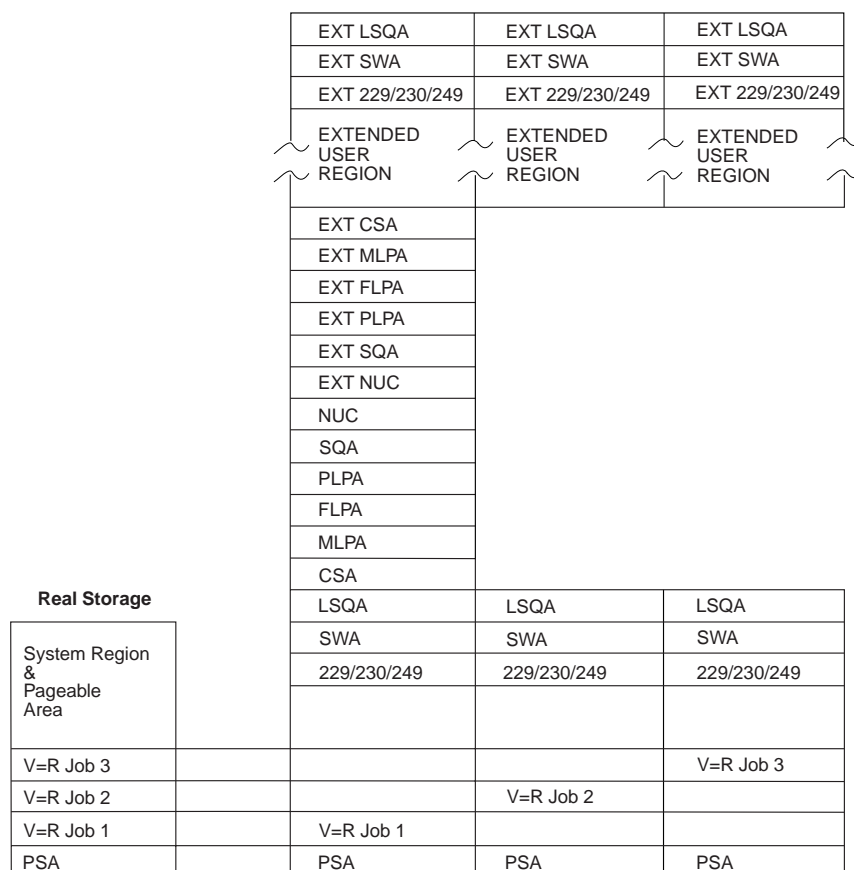 EXT LSQA EXT LSQA EXT LSQA
EXT SWA EXT SWA EXT SWA
EXT 229/230/249 EXT 229/230/249 EXT 229/230/249
EXTENDED USER REGION EXTENDED USER REGION EXTENDED USER REGION
EXT CSA
EXT MLPA
EXT FLPA
EXT PLPA
EXT SQA
EXT NUC
NUC
SQA
PLPA
FLPA
MLPA
CSA
Real Storage
LSQA LSQA LSQA
SWA SWA SWA
System Region
&
Pageable
Area
229/230/249 229/230/249 229/230/249
V=R Job 3 V=R Job 3
V=R Job 2 V=R Job 2
V=R Job 1 V=R Job 1
PSA PSA PSA PSA